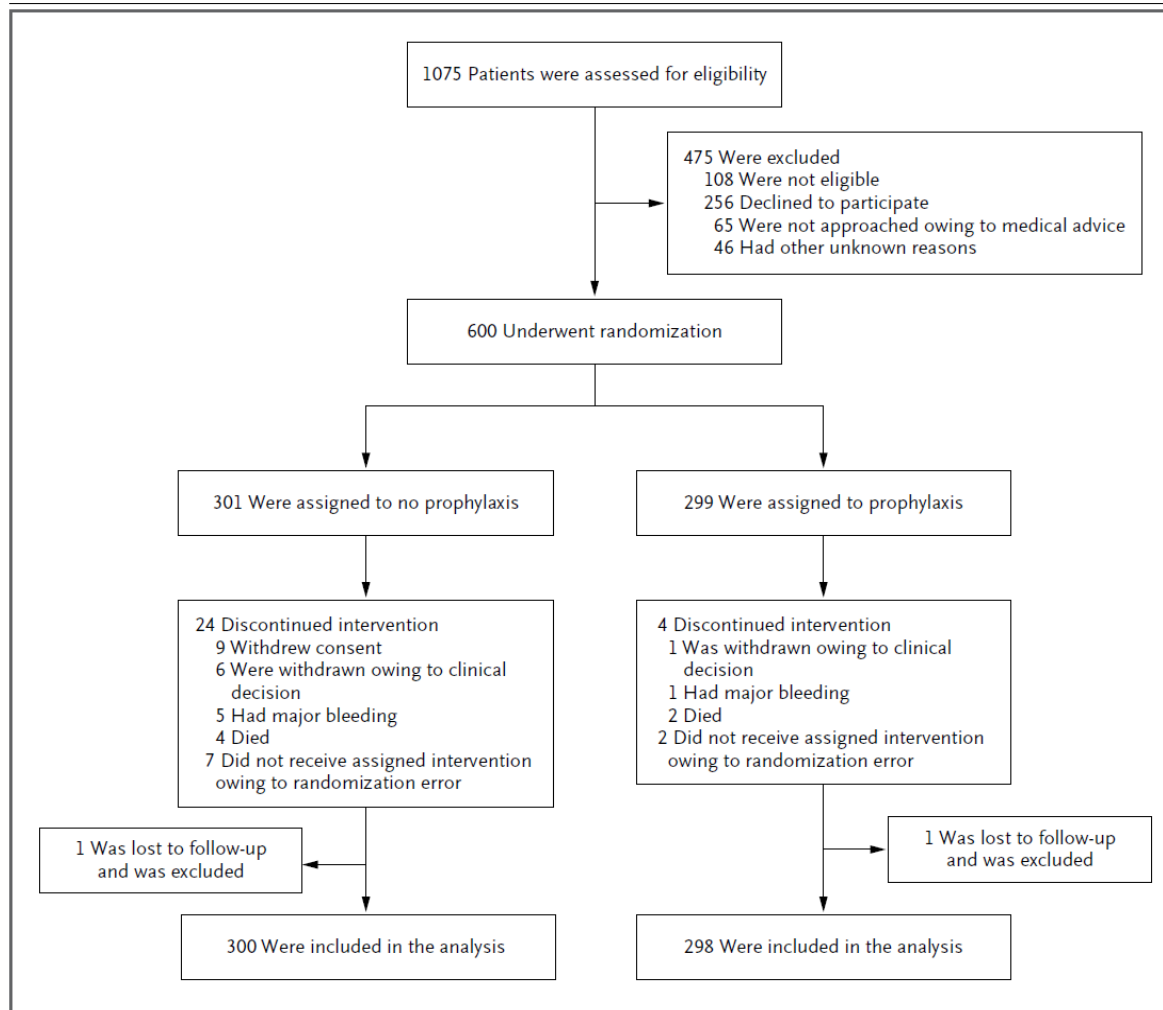 1075 Patients were assessed for eligibility
475 Were excluded
108 Were not eligible
256 Declined to participate
65 Were not approached owing to medical advice
46 Had other unknown reasons
600 Underwent randomization
301 Were assigned to no prophylaxis
299 Were assigned to prophylaxis
24 Discontinued intervention
9 Withdrew consent
6 Were withdrawn owing to clinical
decision
5 Had major bleeding
4 Died
7 Did not receive assigned intervention
owing to randomization error
4 Discontinued intervention
1 Was withdrawn owing to clinical
decision
1 Had major bleeding
2 Died
2 Did not receive assigned intervention
owing to randomization error
1 Was lost to follow-up
and was excluded
1 Was lost to follow-up
and was excluded
300 Were included in the analysis
298 Were included in the analysis